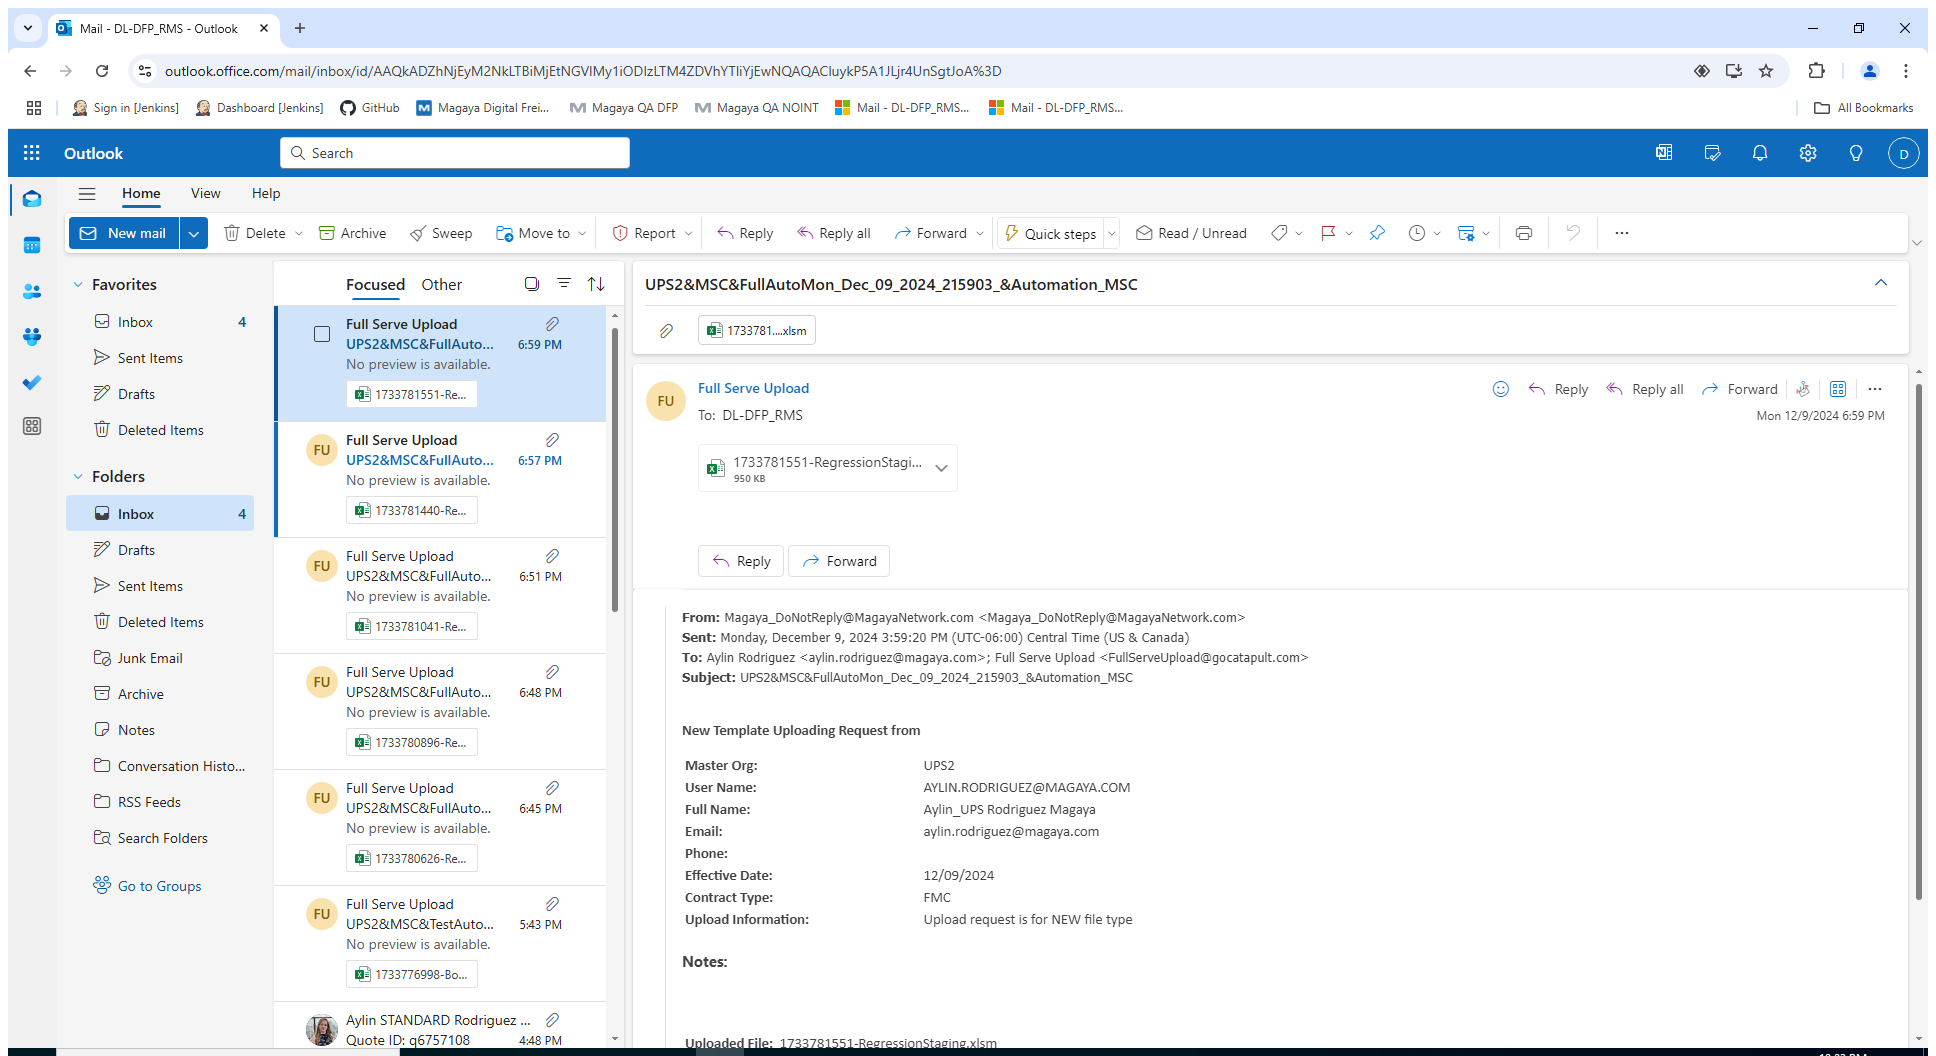 Mail - DL-DFP_RMS - Outlook
outlook.office.com/mail/inbox/id/AAQkADZhNjEyM2NkLTBiMjEtNGVlMy1iODIzLTM4ZDVhYTliYjEwNQAQACluykP5A1JLjr4UnSgtJoA%3D
Sign in [Jenkins]
Dashboard [Jenkins]
GitHub
Magaya Digital Frei...
Magaya QA DFP
Magaya QA NOINT
Mail - DL-DFP_RMS...
Mail - DL-DFP_RMS...
All Bookmarks
Outlook
Search
D
Home
View
Help
New mail
Delete
Archive
Sweep
Move to
Report
Reply
Reply all
Forward
Quick steps
Read / Unread
Favorites
Inbox 4
Sent Items
Drafts
Deleted Items
Folders
Inbox 4
Drafts
Sent Items
Deleted Items
Junk Email
Archive
Notes
Conversation Histo...
RSS Feeds
Search Folders
Go to Groups
Focused
Other
Full Serve Upload
UPS2&MSC&FullAuto... 6:59 PM
No preview is available.
1733781551-Re...
FU
Full Serve Upload
UPS2&MSC&FullAuto... 6:57 PM
No preview is available.
1733781440-Re...
FU
Full Serve Upload
UPS2&MSC&FullAuto... 6:51 PM
No preview is available.
1733781041-Re...
FU
Full Serve Upload
UPS2&MSC&FullAuto... 6:48 PM
No preview is available.
1733780896-Re...
FU
Full Serve Upload
UPS2&MSC&FullAuto... 6:45 PM
No preview is available.
1733780626-Re...
FU
Full Serve Upload
UPS2&MSC&TestAuto... 5:43 PM
No preview is available.
1733776998-Bo...
Aylin STANDARD Rodriguez ...
Quote ID: q6757108 4:48 PM
UPS2&MSC&FullAutoMon_Dec_09_2024_215903_&Automation_MSC
1733781....xlsm
FU
Full Serve Upload
To: DL-DFP_RMS
Reply
Reply all
Forward
Mon 12/9/2024 6:59 PM
1733781551-RegressionStagi...
950 KB
Reply
Forward
From: Magaya_DoNotReply@MagayaNetwork.com <Magaya_DoNotReply@MagayaNetwork.com>
Sent: Monday, December 9, 2024 3:59:20 PM (UTC-06:00) Central Time (US & Canada)
To: Aylin Rodriguez <aylin.rodriguez@magaya.com>; Full Serve Upload <FullServeUpload@gocatapult.com>
Subject: UPS2&MSC&FullAutoMon_Dec_09_2024_215903_&Automation_MSC
New Template Uploading Request from
Master Org: UPS2
User Name: AYLIN.RODRIGUEZ@MAGAYA.COM
Full Name: Aylin_UPS Rodriguez Magaya
Email: aylin.rodriguez@magaya.com
Phone:
Effective Date: 12/09/2024
Contract Type: FMC
Upload Information: Upload request is for NEW file type
Notes:
Uploaded File: 1733781551-RegressionStaging.xlsm